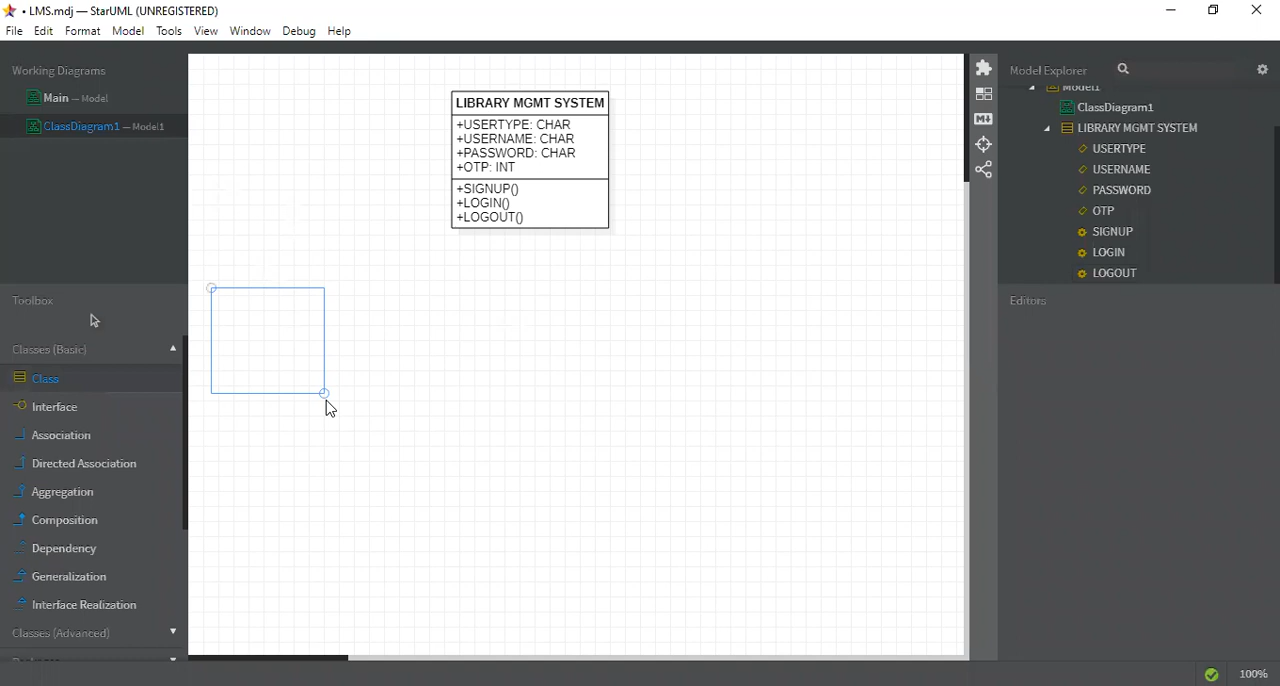 • LMS.mdj — StarUML (UNREGISTERED)
File Edit Format Model Tools View Window Debug Help
Working Diagrams
Main — Model
ClassDiagram1 — Model1
Toolbox
Classes (Basic)
Class
Interface
Association
Directed Association
Aggregation
Composition
Dependency
Generalization
Interface Realization
Classes (Advanced)
LIBRARY MGMT SYSTEM
+USERTYPE: CHAR
+USERNAME: CHAR
+PASSWORD: CHAR
+OTP: INT
+SIGNUP()
+LOGIN()
+LOGOUT()
Model Explorer
Model1
ClassDiagram1
LIBRARY MGMT SYSTEM
USERTYPE
USERNAME
PASSWORD
OTP
SIGNUP
LOGIN
LOGOUT
Editors
100%